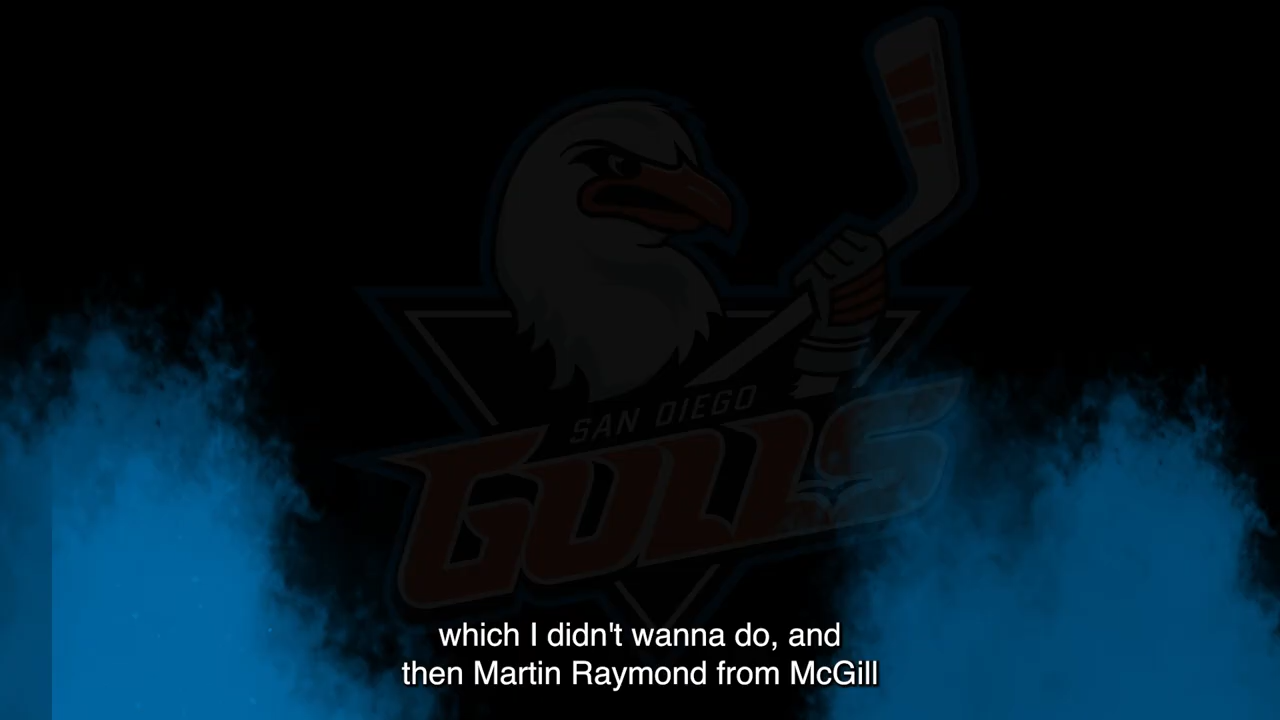 SAN DIEGO
GULLS
which I didn't wanna do, and
then Martin Raymond from McGill